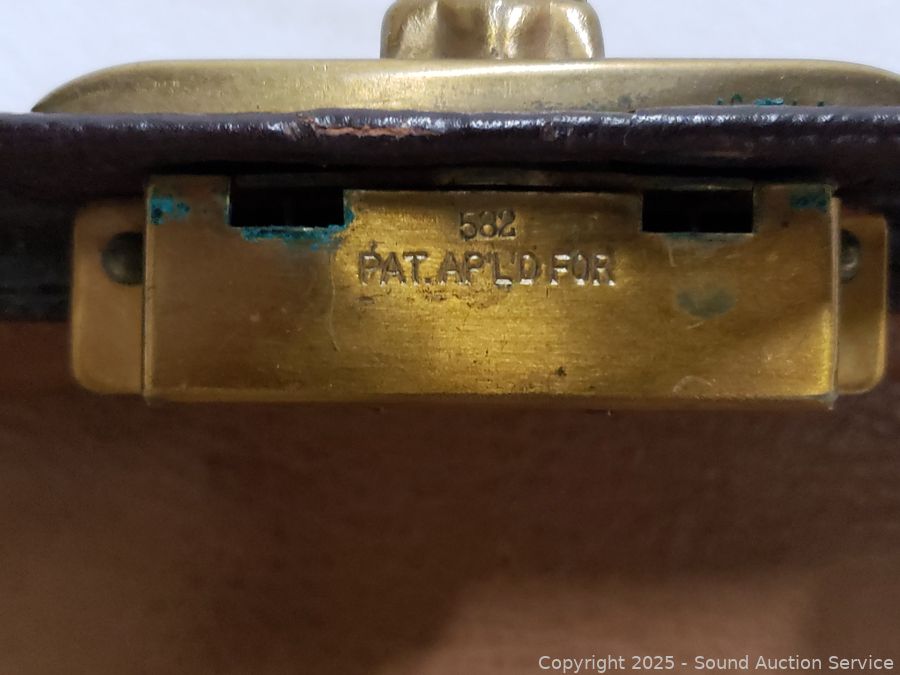 532
PAT. AP'L'D FOR
Copyright 2025 - Sound Auction Service